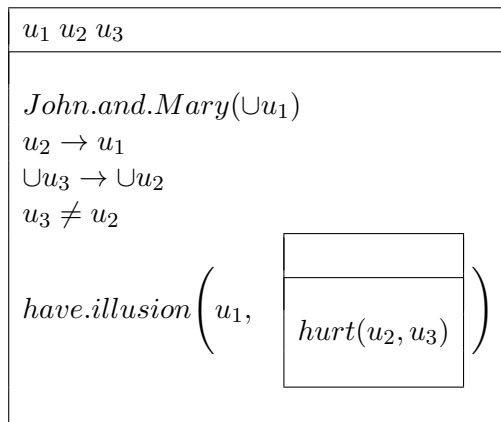 u₁ u₂ u₃
John.and.Mary(∪u₁)
u₂ → u₁
∪u₃ → ∪u₂
u₃ ≠ u₂
have.illusion(u₁, hurt(u₂, u₃))